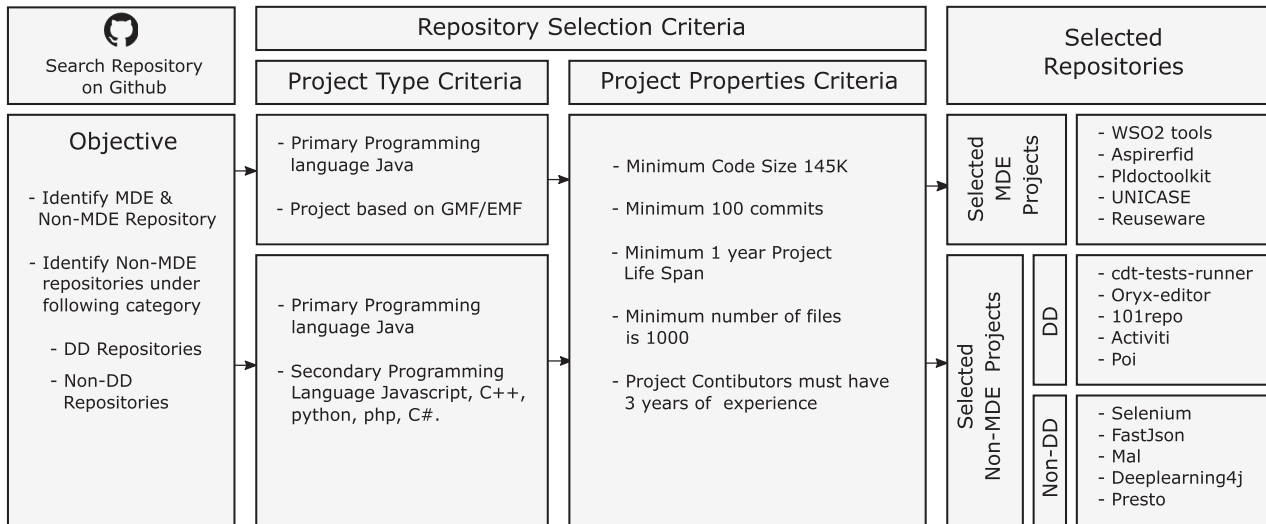 Search Repository
on Github
Repository Selection Criteria
Project Type Criteria
Project Properties Criteria
Selected
Repositories
Objective
- Identify MDE &
Non-MDE Repository
- Identify Non-MDE
repositories under
following category
- DD Repositories
- Non-DD
Repositories
- Primary Programming
language Java
- Project based on GMF/EMF
- Primary Programming
language Java
- Secondary Programming
Language Javascript, C++,
python, php, C#.
- Minimum Code Size 145K
- Minimum 100 commits
- Minimum 1 year Project
Life Span
- Minimum number of files
is 1000
- Project Contibutors must have
3 years of experience
Selected
MDE
Projects
- WSO2 tools
- Aspirerfid
- Pldoctoolkit
- UNICASE
- Reuseware
Selected
Non-MDE Projects
DD
- cdt-tests-runner
- Oryx-editor
- 101repo
- Activiti
- Poi
Non-DD
- Selenium
- FastJson
- Mal
- Deeplearning4j
- Presto